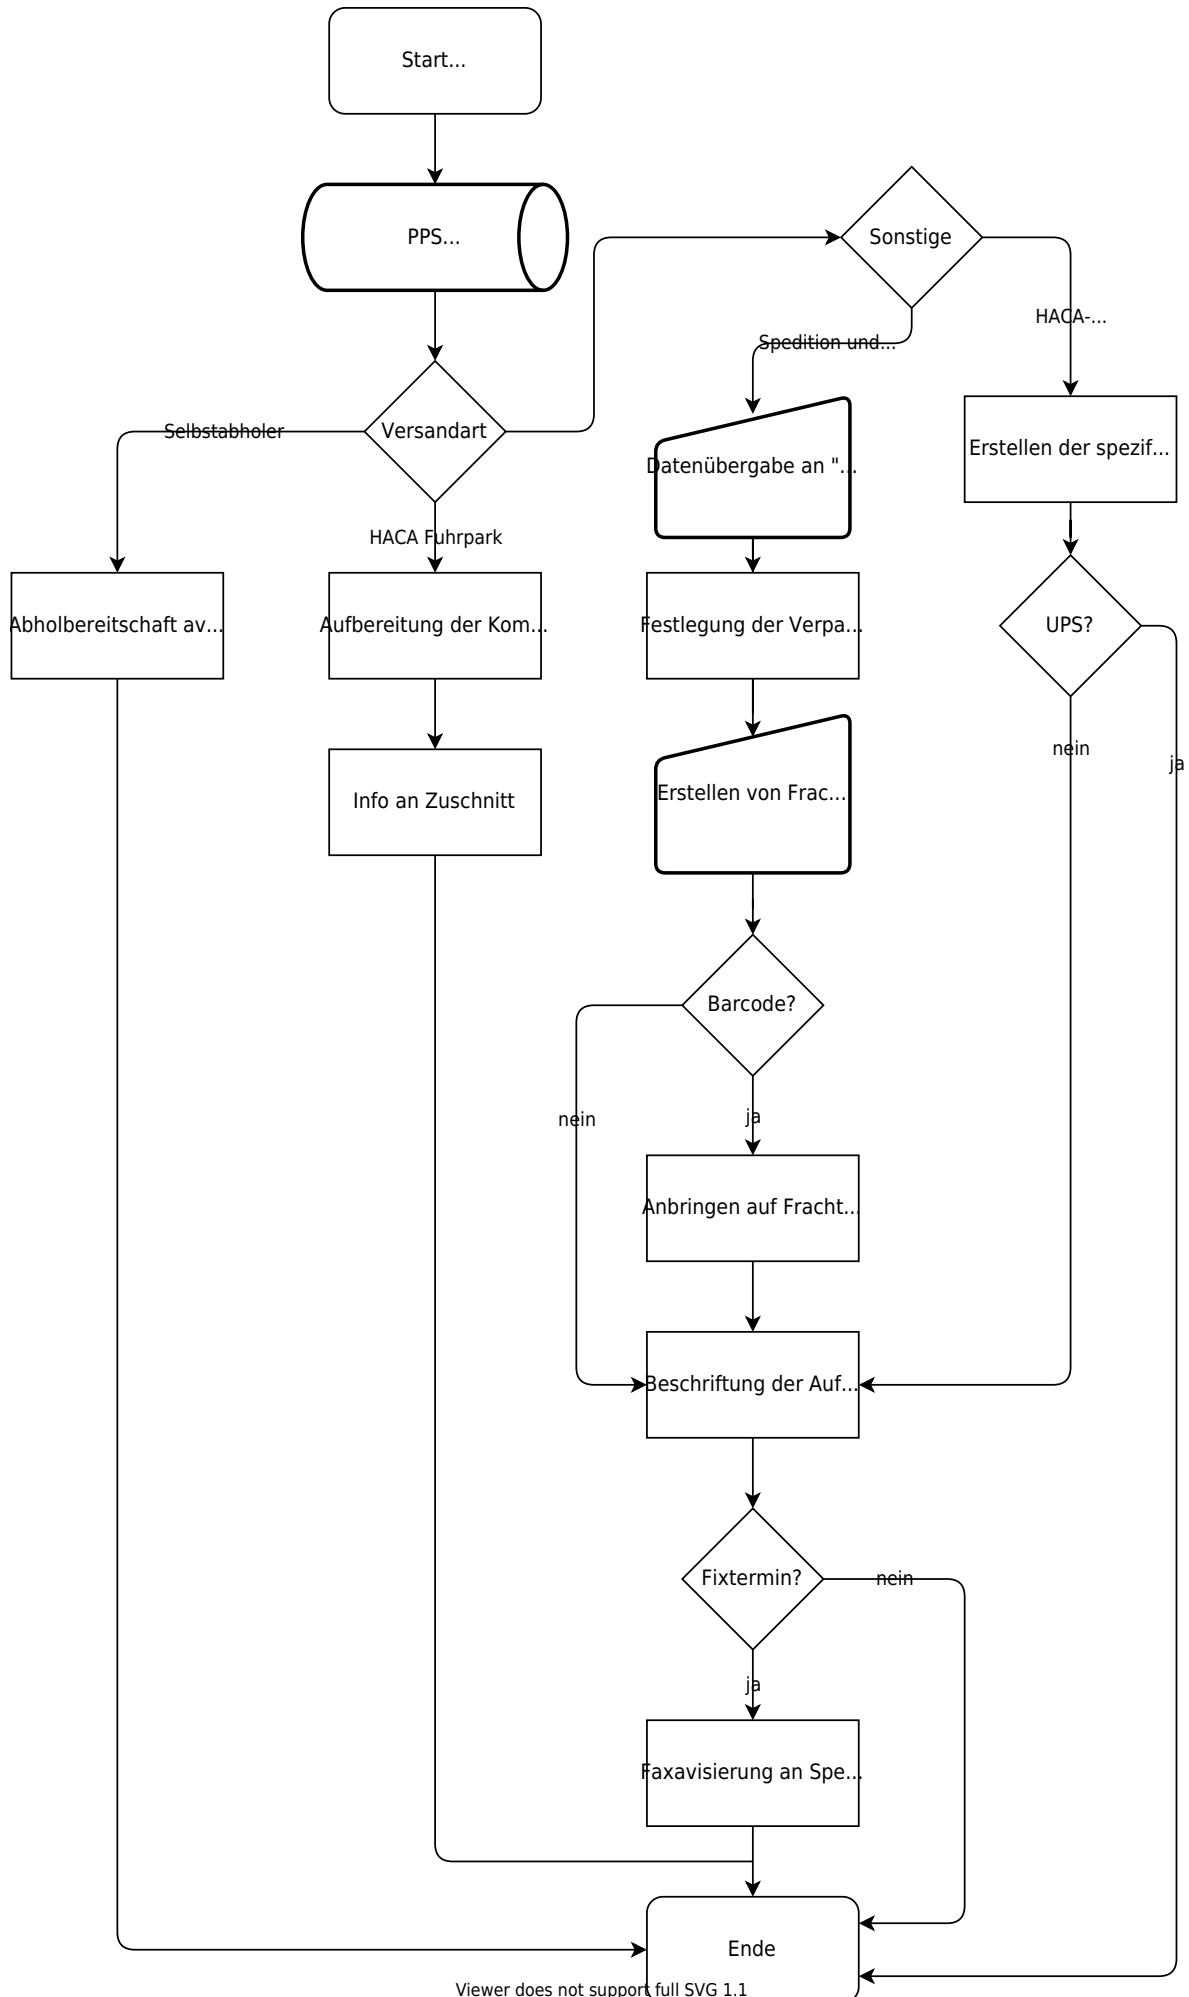 Start...
PPS...
Sonstige
HACA-...
Spedition und...
Selbstabholer
Versandart
Erstellen der spezif...
Datenübergabe an "...
HACA Fuhrpark
Abholbereitschaft av...
Aufbereitung der Kom...
Festlegung der Verpa...
UPS?
nein
ja
Info an Zuschnitt
Erstellen von Frac...
Barcode?
nein
ja
Anbringen auf Fracht...
Beschriftung der Auf...
Fixtermin?
nein
ja
Faxavisierung an Spe...
Ende
Viewer does not support full SVG 1.1